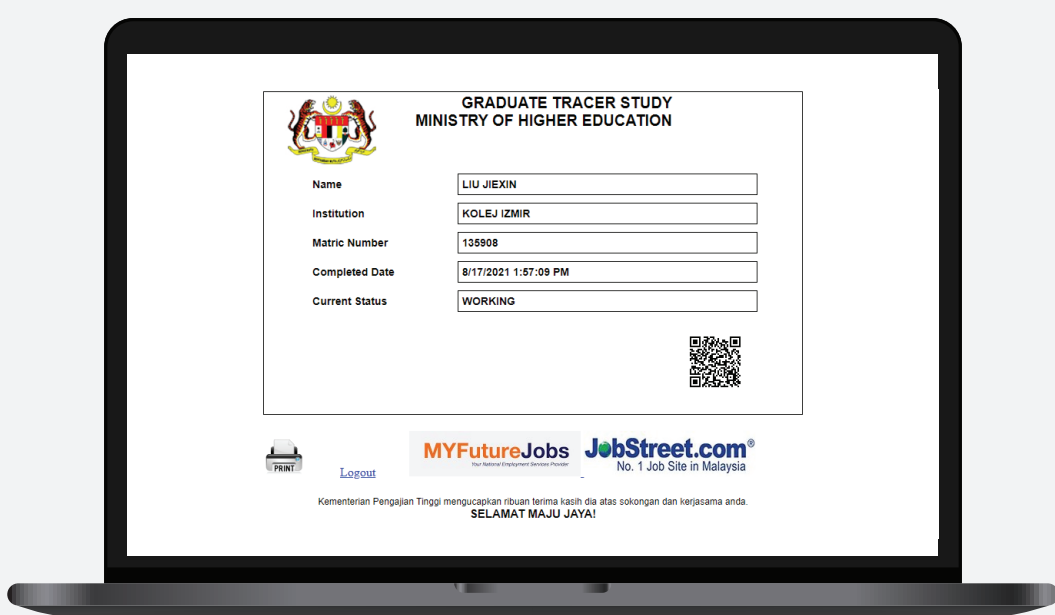 GRADUATE TRACER STUDY
MINISTRY OF HIGHER EDUCATION
Name LIU JIEXIN
Institution KOLEJ IZMIR
Matric Number 135908
Completed Date 8/17/2021 1:57:09 PM
Current Status WORKING
PRINT
Logout
MYFutureJobs
Your National Employment Services Provider
JobStreet.com®
No. 1 Job Site in Malaysia
Kementerian Pengajian Tinggi mengucapkan ribuan terima kasih dia atas sokongan dan kerjasama anda.
SELAMAT MAJU JAYA!